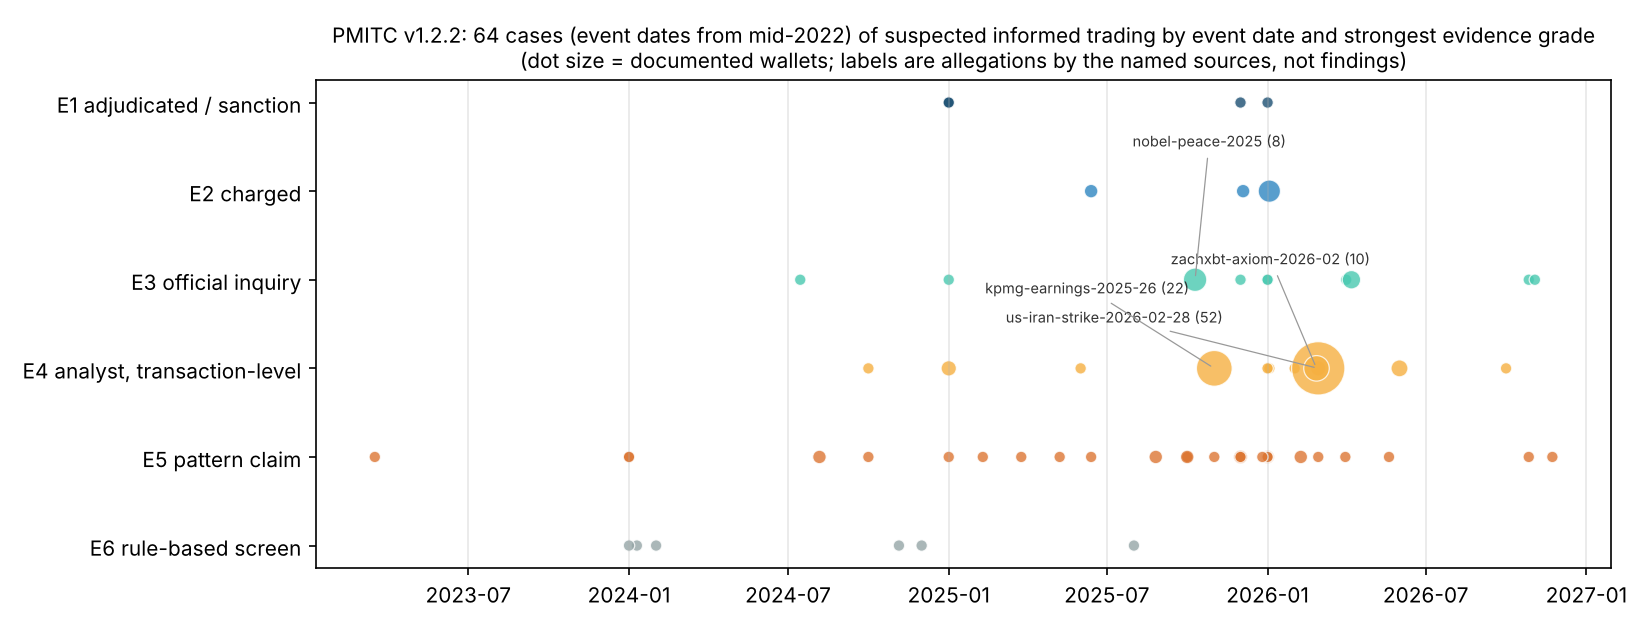 PMITC v1.2.2: 64 cases (event dates from mid-2022) of suspected informed trading by event date and strongest evidence grade
(dot size = documented wallets; labels are allegations by the named sources, not findings)
E1 adjudicated / sanction
nobel-peace-2025 (8)
E2 charged
zachxbt-axiom-2026-02 (10)
E3 official inquiry
kpmg-earnings-2025-26 (22)
us-iran-strike-2026-02-28 (52)
E4 analyst, transaction-level
E5 pattern claim
E6 rule-based screen
2023-07 2024-01 2024-07 2025-01 2025-07 2026-01 2026-07 2027-01